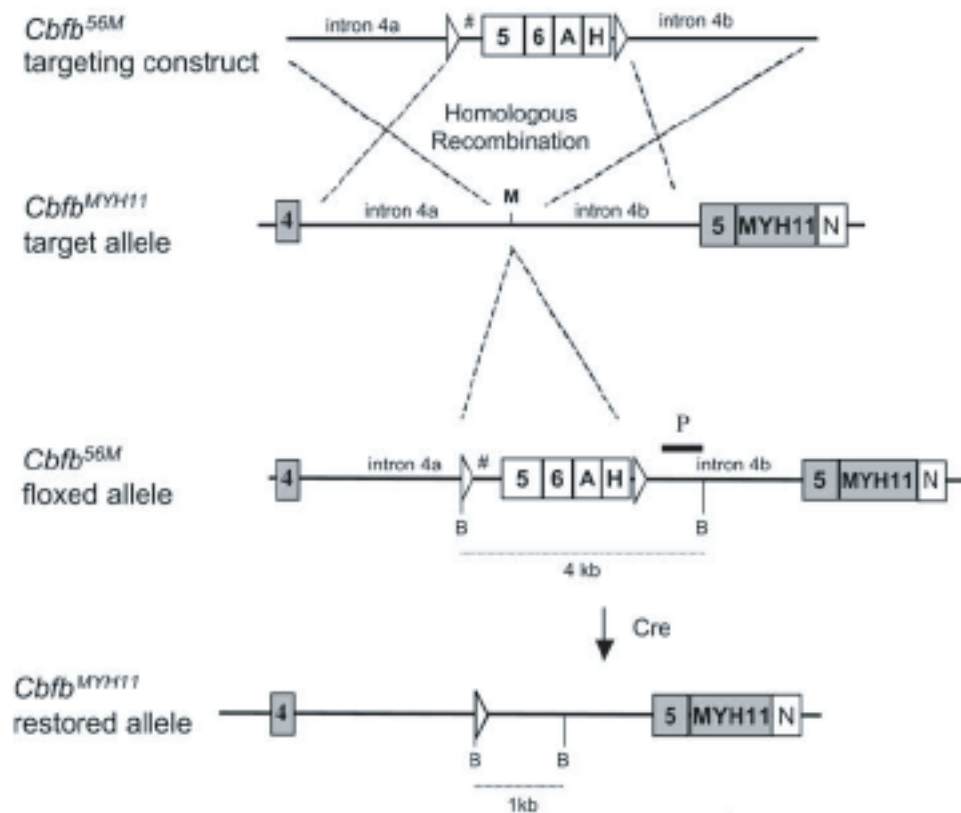 Cbfb56M
targeting construct
intron 4a # 5 6 A H intron 4b
Homologous
Recombination
CbfbMYH11
target allele
4 intron 4a M intron 4b 5 MYH11 N
P
Cbfb56M
floxed allele
4 intron 4a # 5 6 A H intron 4b 5 MYH11 N
B B
4 kb
Cre
CbfbMYH11
restored allele
4 5 MYH11 N
B B
1kb